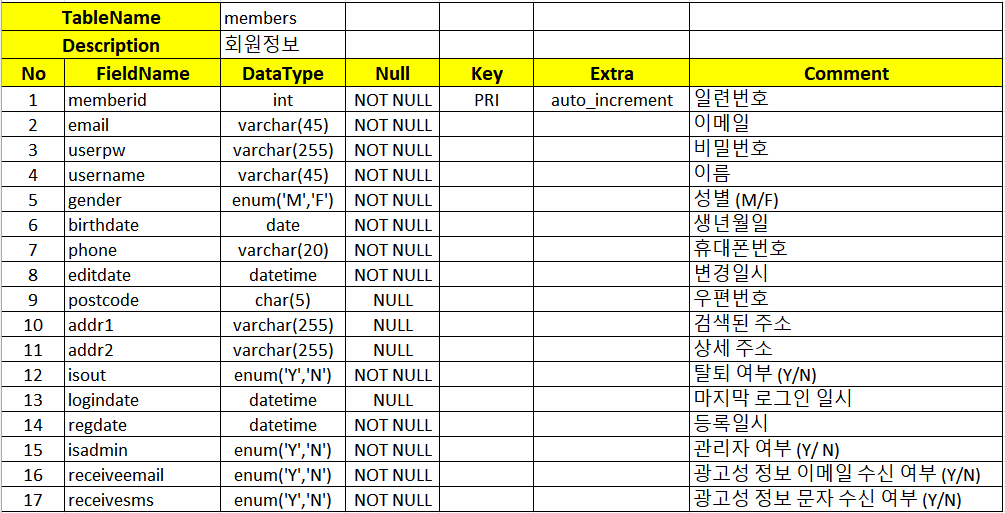 TableName members
Description 회원정보
No FieldName DataType Null Key Extra Comment
1 memberid int NOT NULL PRI auto_increment 일련번호
2 email varchar(45) NOT NULL 이메일
3 userpw varchar(255) NOT NULL 비밀번호
4 username varchar(45) NOT NULL 이름
5 gender enum('M','F') NOT NULL 성별 (M/F)
6 birthdate date NOT NULL 생년월일
7 phone varchar(20) NOT NULL 휴대폰번호
8 editdate datetime NOT NULL 변경일시
9 postcode char(5) NULL 우편번호
10 addr1 varchar(255) NULL 검색된 주소
11 addr2 varchar(255) NULL 상세 주소
12 isout enum('Y','N') NOT NULL 탈퇴 여부 (Y/N)
13 logindate datetime NULL 마지막 로그인 일시
14 regdate datetime NOT NULL 등록일시
15 isadmin enum('Y','N') NOT NULL 관리자 여부 (Y/ N)
16 receiveemail enum('Y','N') NOT NULL 광고성 정보 이메일 수신 여부 (Y/N)
17 receivesms enum('Y','N') NOT NULL 광고성 정보 문자 수신 여부 (Y/N)